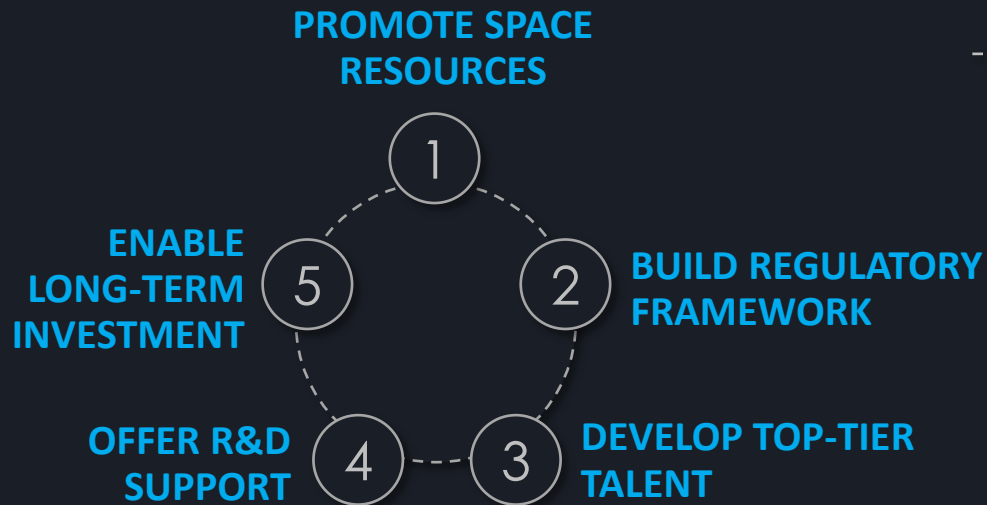 PROMOTE SPACE
RESOURCES
1
2
BUILD REGULATORY
FRAMEWORK
3
DEVELOP TOP-TIER
TALENT
4
OFFER R&D
SUPPORT
5
ENABLE
LONG-TERM
INVESTMENT